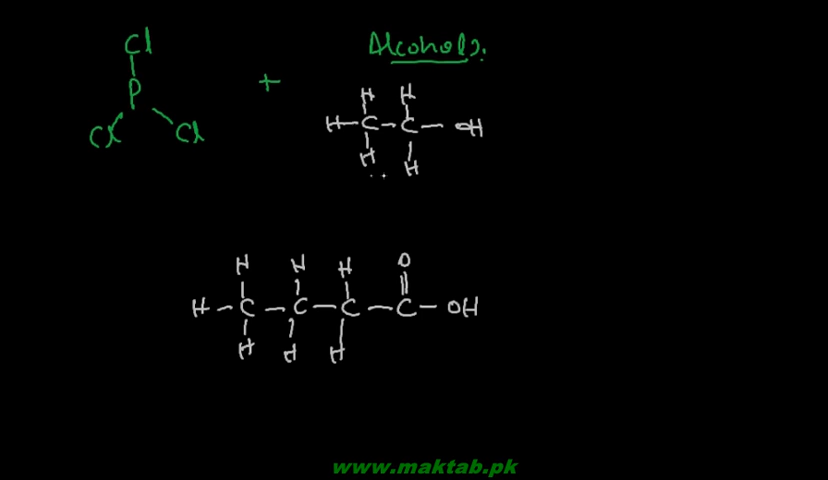 Cl
Alcohols:
P +
H H
H-C-C-OH
Cl Cl
H H
H H H O
H-C-C-C-C-OH
H H H
www.maktab.pk